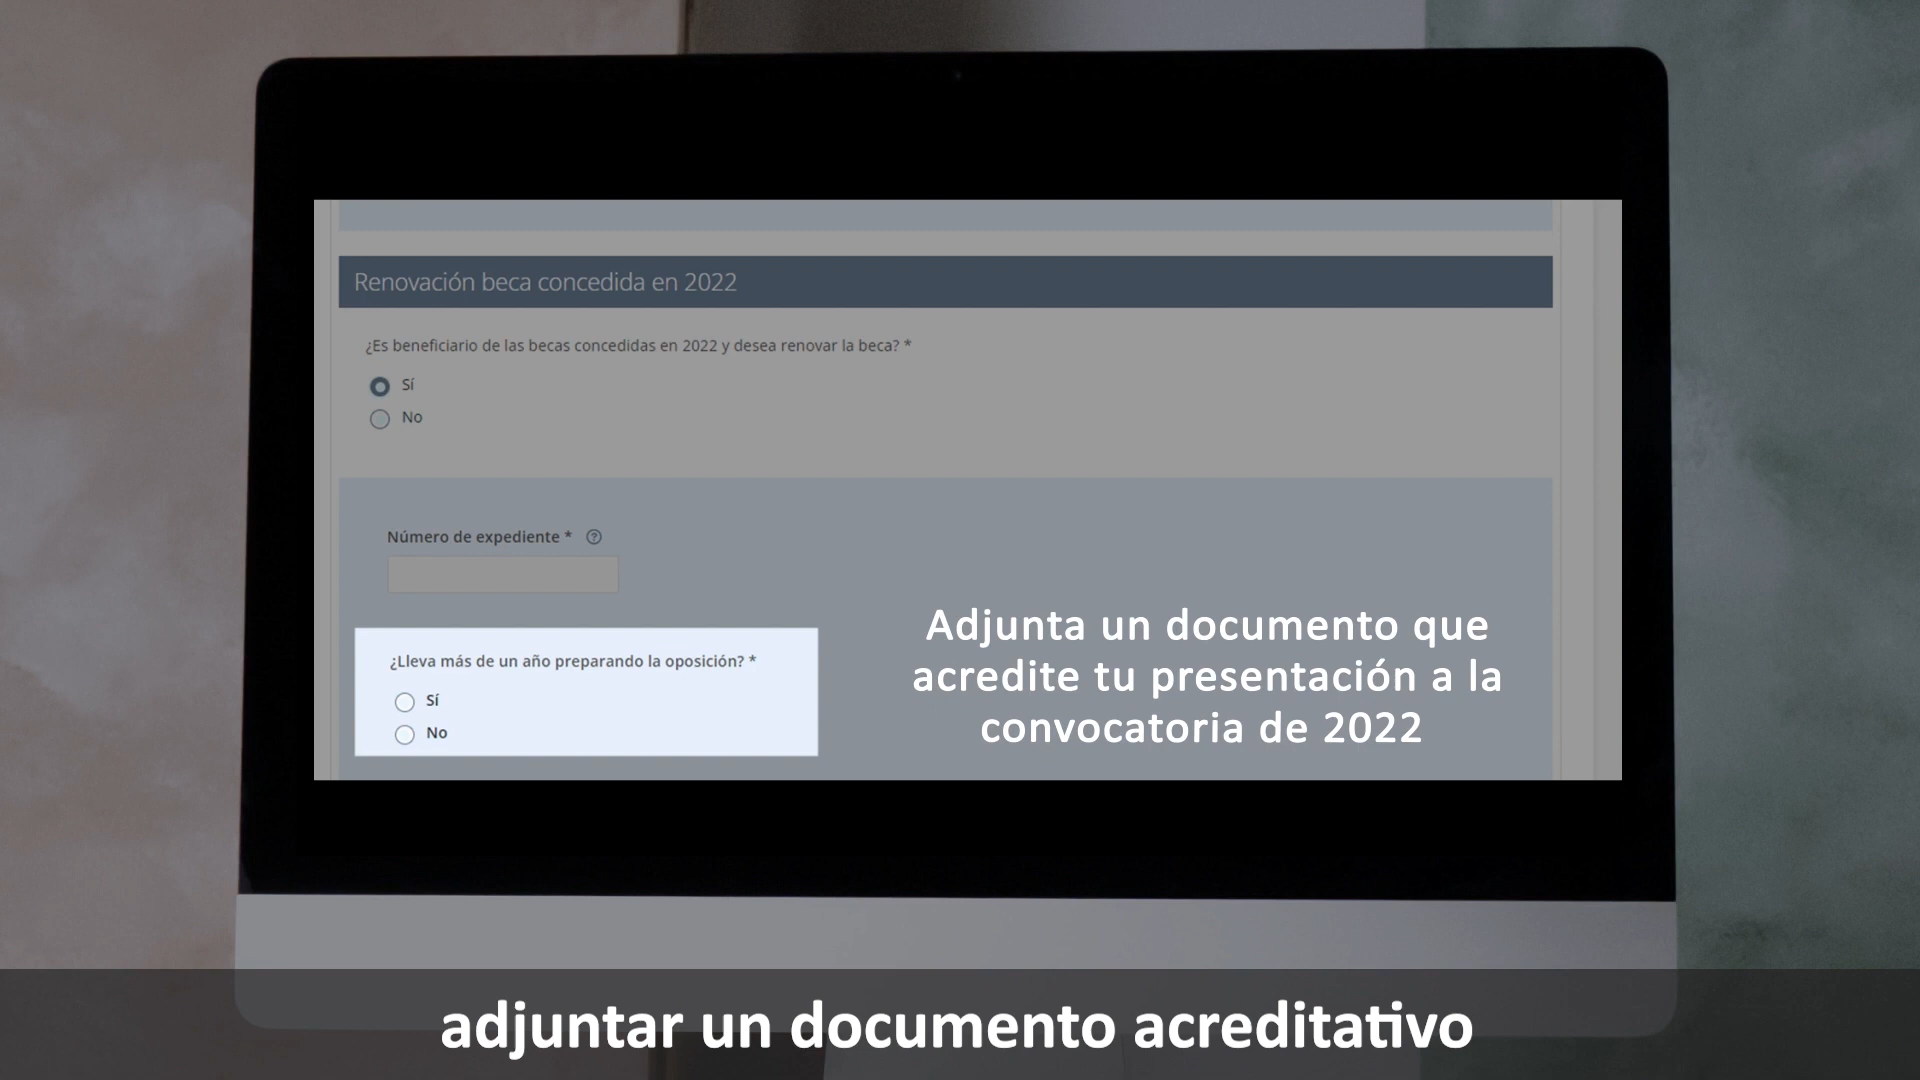 Renovación beca concedida en 2022
¿Es beneficiario de las becas concedidas en 2022 y desea renovar la beca? *
Sí
No
Número de expediente *
¿Lleva más de un año preparando la oposición? *
Sí
No
Adjunta un documento que
acredite tu presentación a la
convocatoria de 2022
adjuntar un documento acreditativo